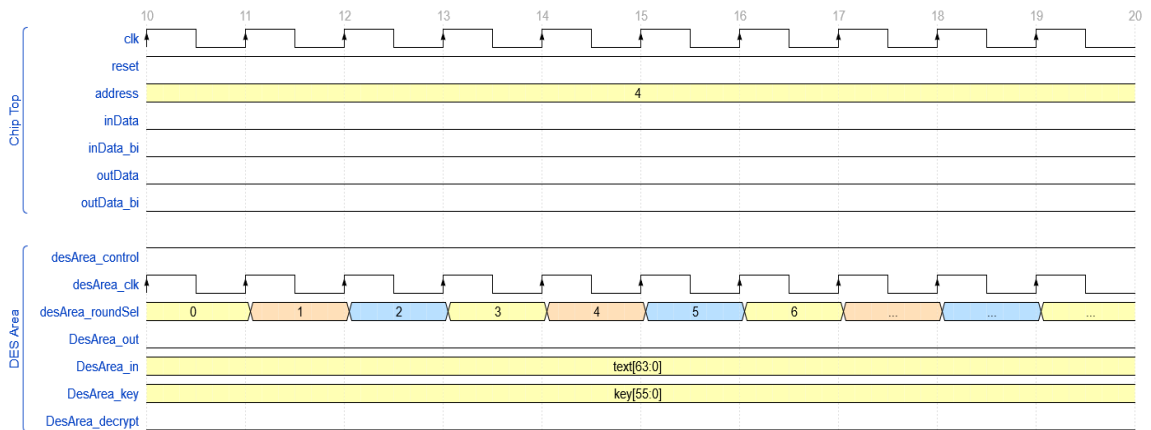 10 11 12 13 14 15 16 17 18 19 20
Chip Top
clk
reset
address 4
inData
inData_bi
outData
outData_bi
DES Area
desArea_control
desArea_clk
desArea_roundSel 0 1 2 3 4 5 6 ... ... ...
DesArea_out
DesArea_in text[63:0]
DesArea_key key[55:0]
DesArea_decrypt